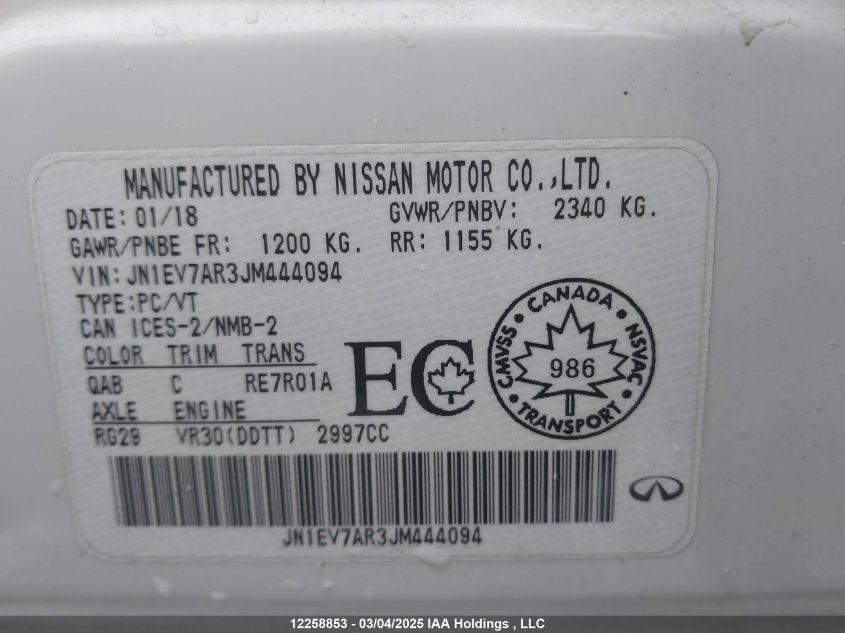 MANUFACTURED BY NISSAN MOTOR CO.,LTD.
DATE: 01/18 GVWR/PNBV: 2340 KG.
GAWR/PNBE FR: 1200 KG. RR: 1155 KG.
VIN: JN1EV7AR3JM444094
TYPE:PC/VT
CAN ICES-2/NMB-2
COLOR TRIM TRANS
QAB C RE7R01A
AXLE ENGINE
RG29 VR30(DDTT) 2997CC
EC
CANADA
CMVSS 986 NSVAC
TRANSPORT
JN1EV7AR3JM444094
12258853 - 03/04/2025 IAA Holdings , LLC